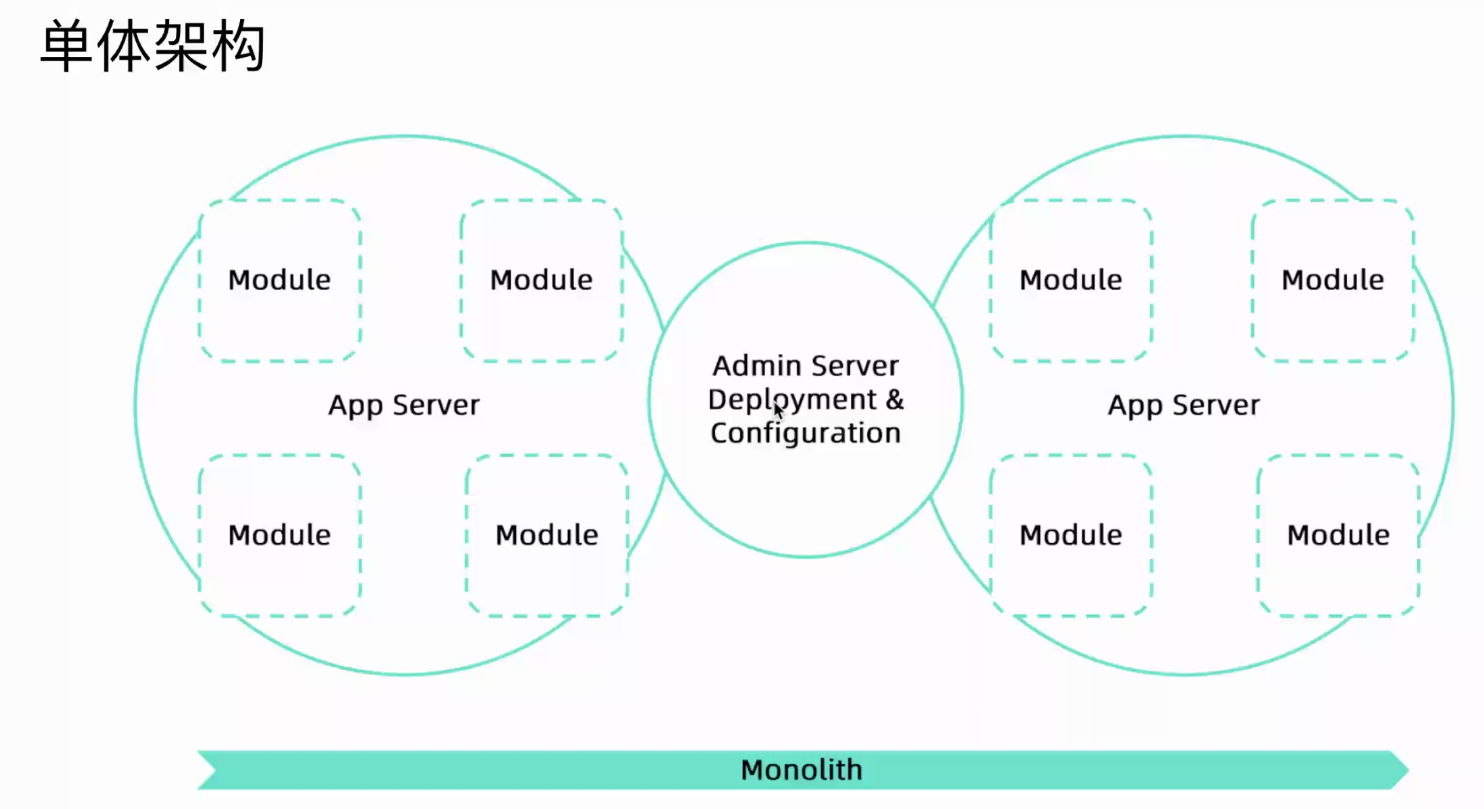 单体架构
Module
Module
Module
Module
App Server
Admin Server
Deployment &
Configuration
App Server
Module
Module
Module
Module
Monolith